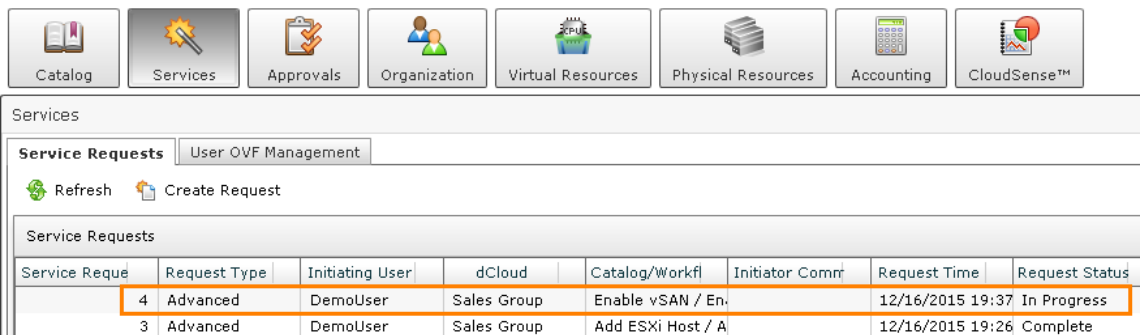 CPU
Catalog Services Approvals Organization Virtual Resources Physical Resources Accounting CloudSense™
Services
Service Requests User OVF Management
Refresh Create Request
Service Requests
Service Reque Request Type Initiating User dCloud Catalog/Workfl Initiator Comm Request Time Request Status
4 Advanced DemoUser Sales Group Enable vSAN / En 12/16/2015 19:37 In Progress
3 Advanced DemoUser Sales Group Add ESXi Host / A 12/16/2015 19:26 Complete